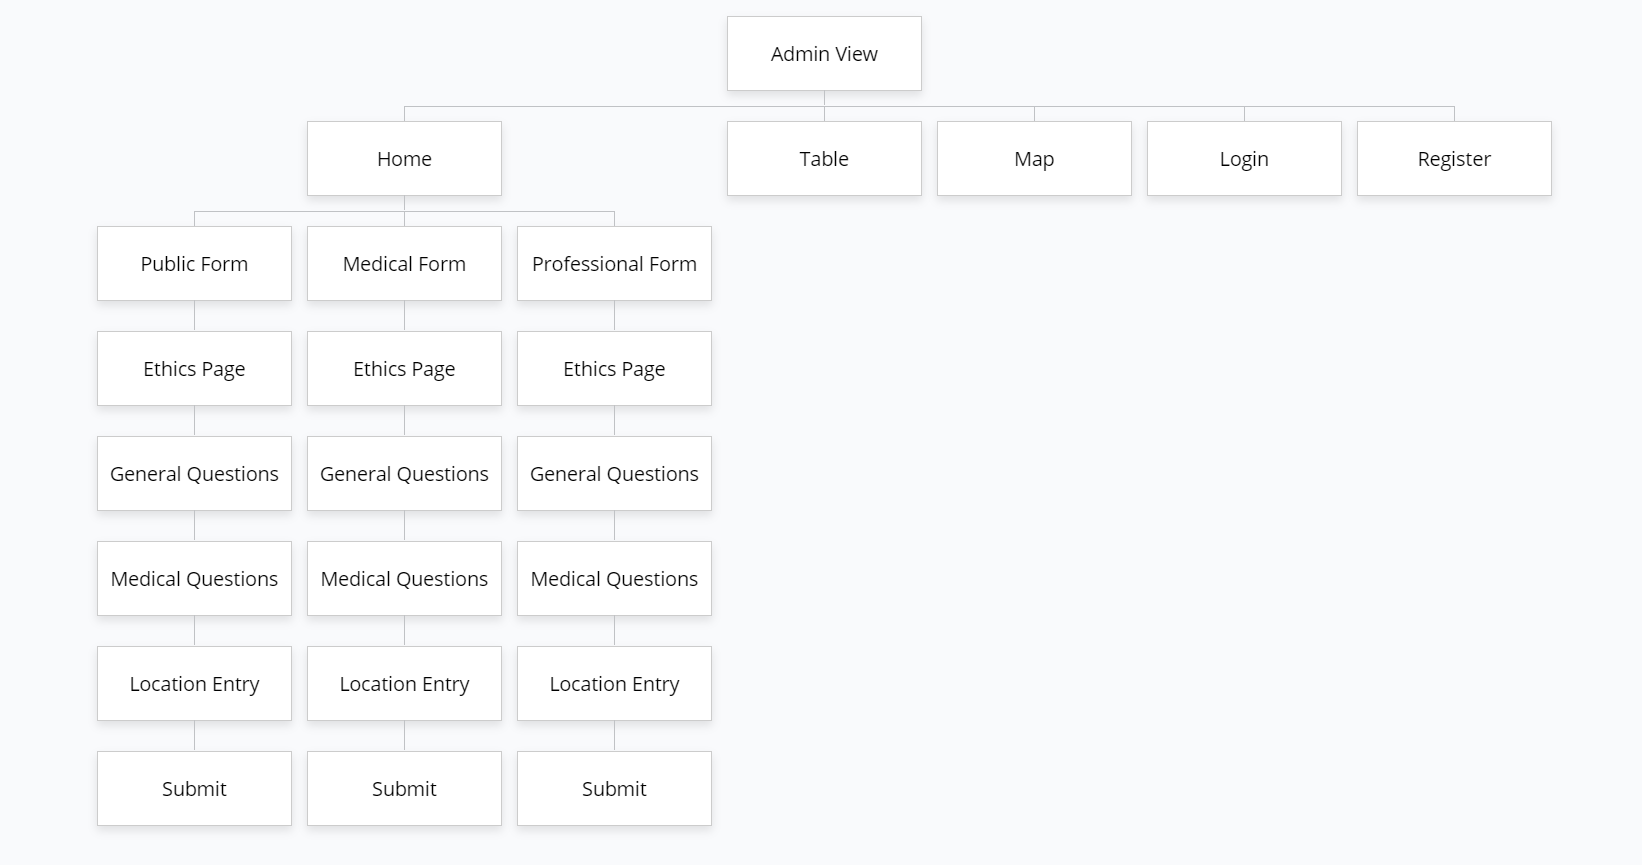 Admin View
Home
Table
Map
Login
Register
Public Form
Medical Form
Professional Form
Ethics Page
Ethics Page
Ethics Page
General Questions
General Questions
General Questions
Medical Questions
Medical Questions
Medical Questions
Location Entry
Location Entry
Location Entry
Submit
Submit
Submit